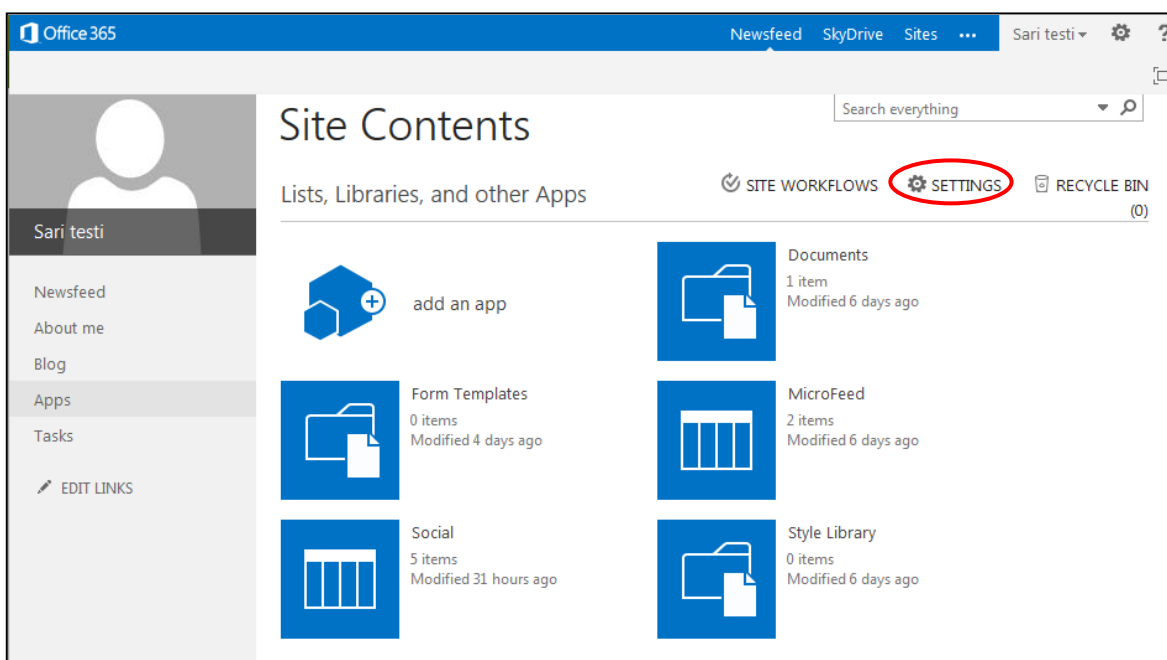 Office 365
Newsfeed SkyDrive Sites ••• Sari testi ?
Search everything
Site Contents
Lists, Libraries, and other Apps
SITE WORKFLOWS SETTINGS RECYCLE BIN
(0)
Sari testi
Newsfeed
About me
Blog
Apps
Tasks
EDIT LINKS
add an app
Documents
1 item
Modified 6 days ago
Form Templates
0 items
Modified 4 days ago
MicroFeed
2 items
Modified 6 days ago
Social
5 items
Modified 31 hours ago
Style Library
0 items
Modified 6 days ago